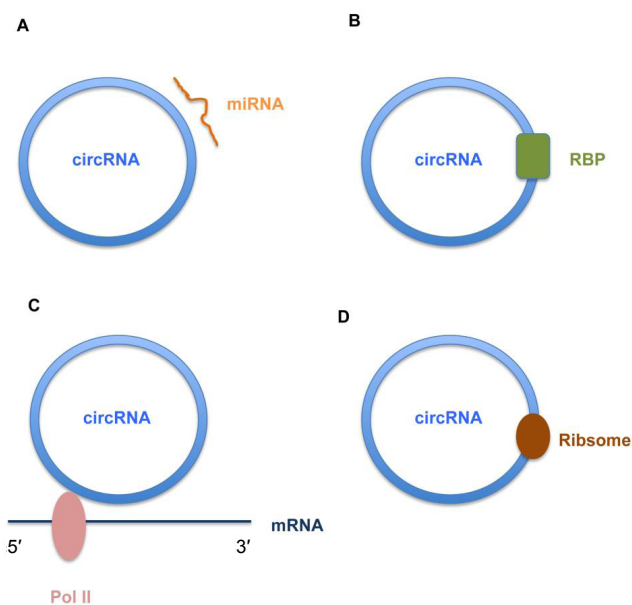 A
miRNA
circRNA
B
circRNA
RBP
C
circRNA
mRNA
5′
3′
Pol II
D
circRNA
Ribsome